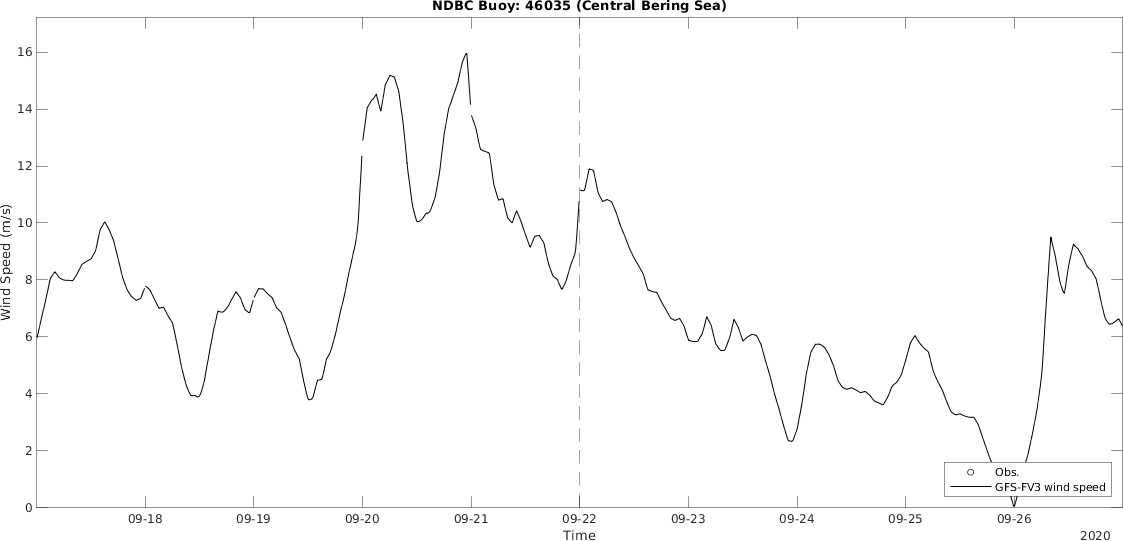 NDBC Buoy: 46035 (Central Bering Sea)
16
14
12
10
8
6
4
2
0
Wind Speed (m/s)
Obs.
GFS-FV3 wind speed
09-18 09-19 09-20 09-21 09-22 09-23 09-24 09-25 09-26
Time
2020